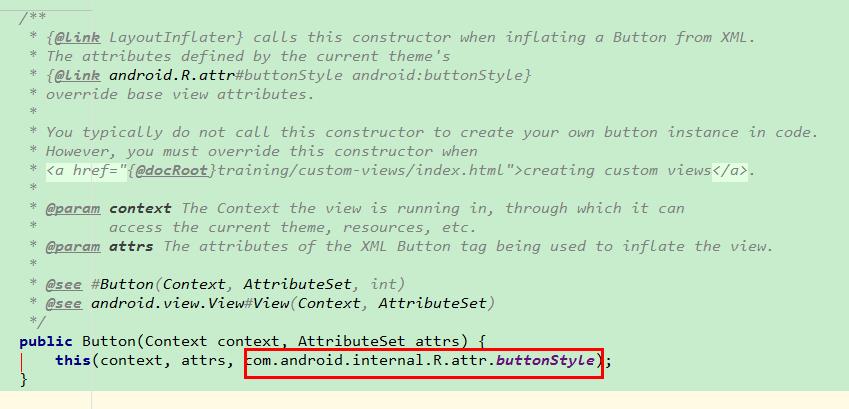 /**
 * {@link LayoutInflater} calls this constructor when inflating a Button from XML.
 * The attributes defined by the current theme's
 * {@link android.R.attr#buttonStyle android:buttonStyle}
 * override base view attributes.
 *
 * You typically do not call this constructor to create your own button instance in code.
 * However, you must override this constructor when
 * <a href="{@docRoot}training/custom-views/index.html">creating custom views</a>.
 *
 * @param context The Context the view is running in, through which it can
 *        access the current theme, resources, etc.
 * @param attrs The attributes of the XML Button tag being used to inflate the view.
 *
 * @see #Button(Context, AttributeSet, int)
 * @see android.view.View#View(Context, AttributeSet)
 */
public Button(Context context, AttributeSet attrs) {
    this(context, attrs, com.android.internal.R.attr.buttonStyle);
}